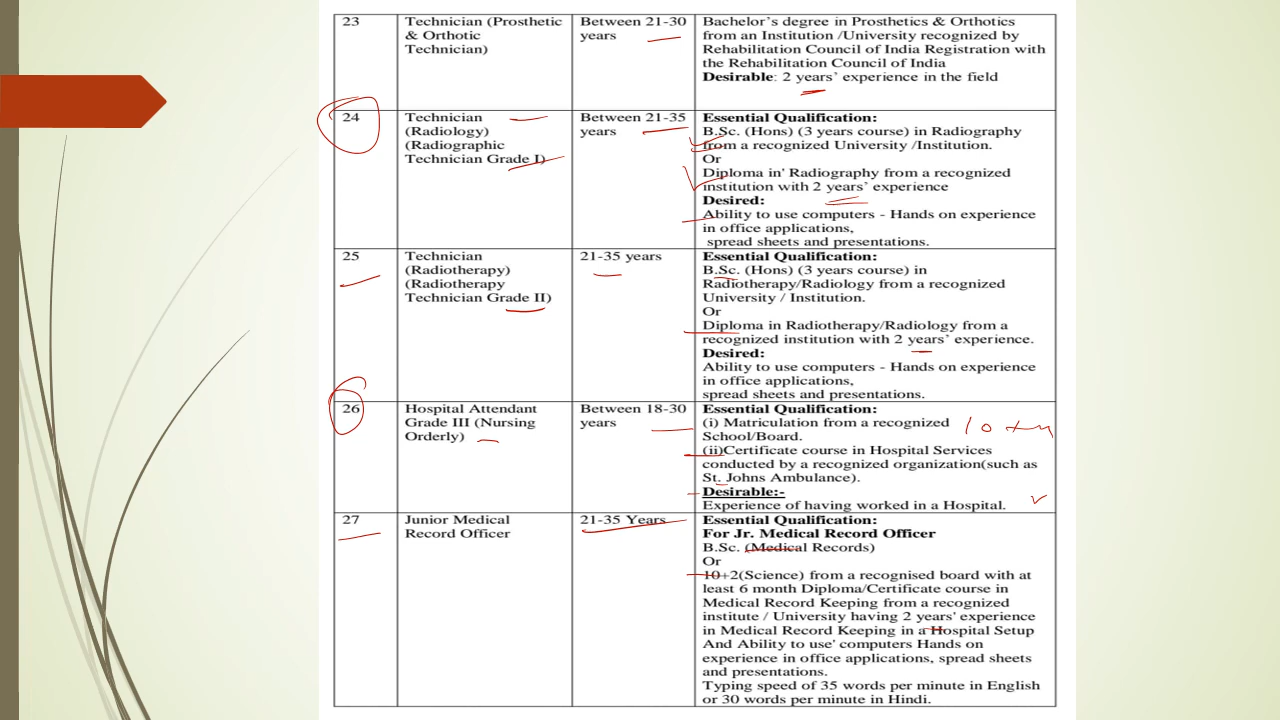 23
Technician (Prosthetic
& Orthotic
Technician)
Between 21-30
years
Bachelor's degree in Prosthetics & Orthotics
from an Institution /University recognized by
Rehabilitation Council of India Registration with
the Rehabilitation Council of India
Desirable: 2 years' experience in the field
24
Technician
(Radiology)
(Radiographic
Technician Grade I)
Between 21-35
years
Essential Qualification:
B.Sc. (Hons) (3 years course) in Radiography
from a recognized University /Institution.
Or
Diploma in' Radiography from a recognized
institution with 2 years' experience
Desired:
Ability to use computers - Hands on experience
in office applications,
spread sheets and presentations.
25
Technician
(Radiotherapy)
(Radiotherapy
Technician Grade II)
21-35 years
Essential Qualification:
B.Sc. (Hons) (3 years course) in
Radiotherapy/Radiology from a recognized
University / Institution.
Or
Diploma in Radiotherapy/Radiology from a
recognized institution with 2 years' experience.
Desired:
Ability to use computers - Hands on experience
in office applications,
spread sheets and presentations.
26
Hospital Attendant
Grade III (Nursing
Orderly)
Between 18-30
years
Essential Qualification:
(i) Matriculation from a recognized
School/Board.
(ii)Certificate course in Hospital Services
conducted by a recognized organization(such as
St. Johns Ambulance).
Desirable:-
Experience of having worked in a Hospital.
10
27
Junior Medical
Record Officer
21-35 Years
Essential Qualification:
For Jr. Medical Record Officer
B.Sc. (Medical Records)
Or
10+2(Science) from a recognised board with at
least 6 month Diploma/Certificate course in
Medical Record Keeping from a recognized
institute / University having 2 years' experience
in Medical Record Keeping in a Hospital Setup
And Ability to use' computers Hands on
experience in office applications, spread sheets
and presentations.
Typing speed of 35 words per minute in English
or 30 words per minute in Hindi.